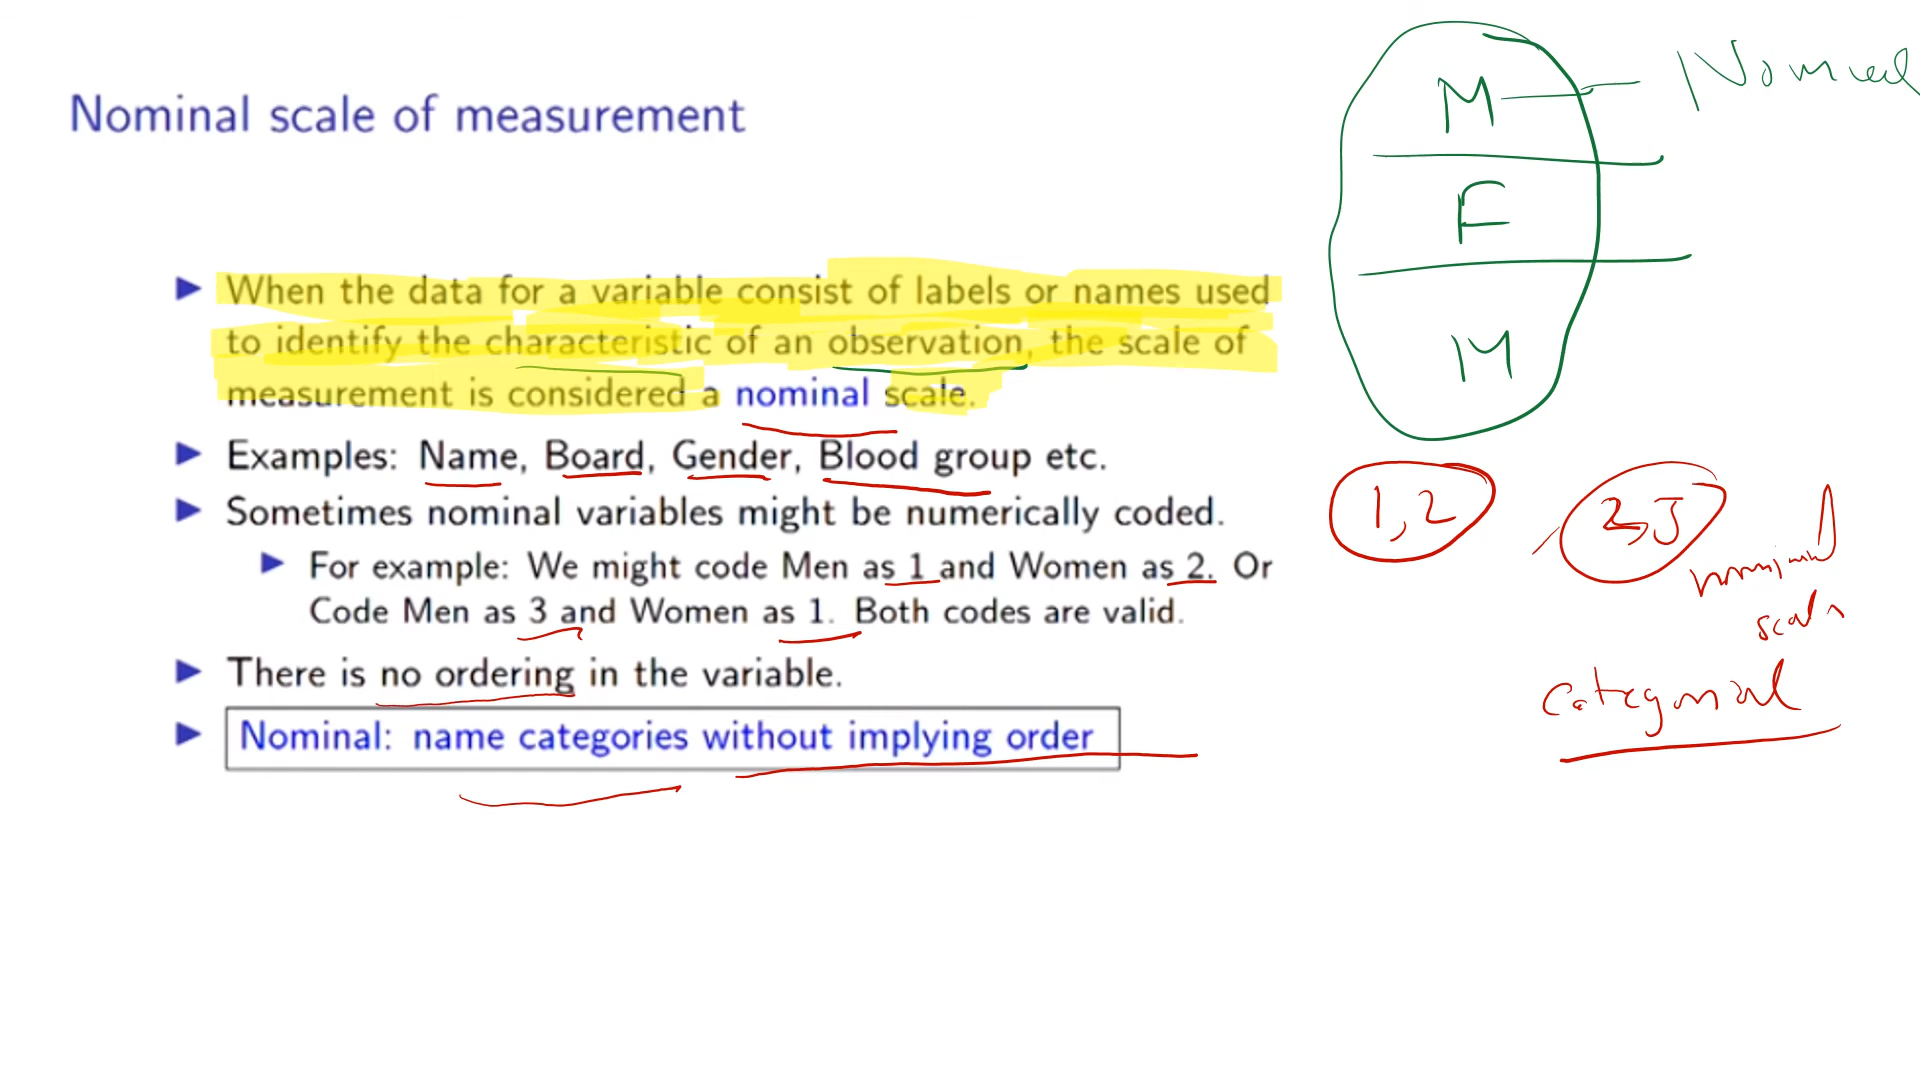 Nominal scale of measurement
M
Nominal
F
M
► When the data for a variable consist of labels or names used
to identify the characteristic of an observation, the scale of
measurement is considered a nominal scale.
► Examples: Name, Board, Gender, Blood group etc.
► Sometimes nominal variables might be numerically coded.
1, 2
► For example: We might code Men as 1 and Women as 2. Or
Code Men as 3 and Women as 1. Both codes are valid.
nominal
scale
► There is no ordering in the variable.
categorical
► Nominal: name categories without implying order